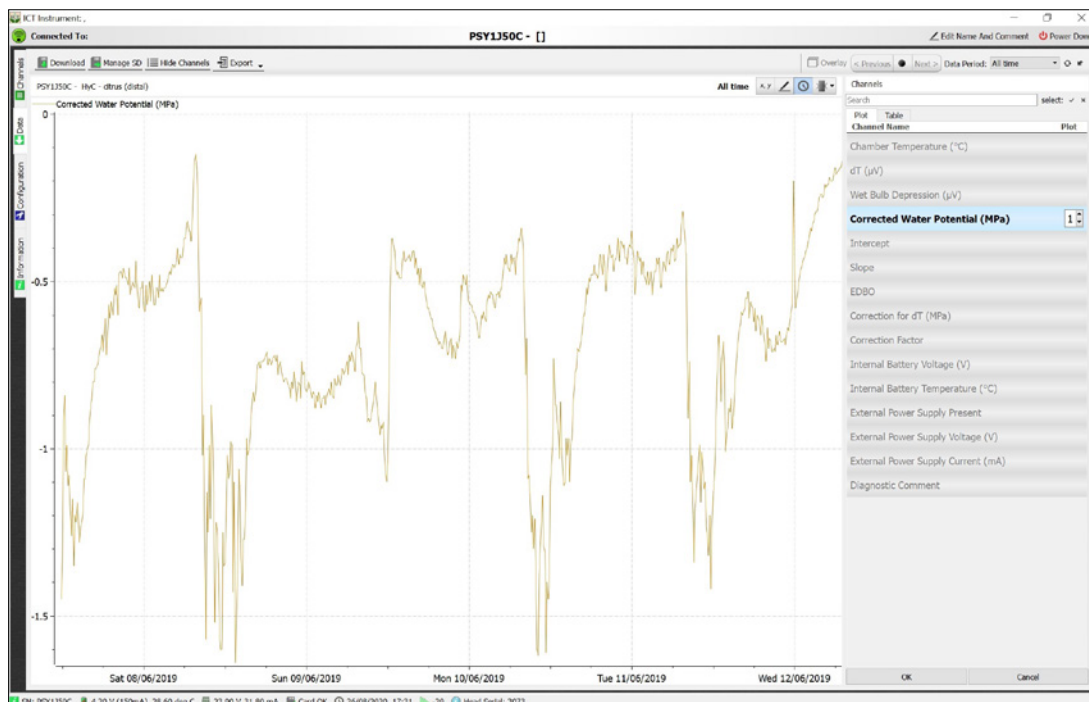 ICT Instrument: ,
Connected To:
PSY1J50C - []
Edit Name And Comment
Power Down
Download
Manage SD
Hide Channels
Export
Overlay
< Previous
Next >
Data Period: All time
Channels
Data
Configuration
Information
PSY1J50C - HyC - citrus (distal)
All time
x,y
Corrected Water Potential (MPa)
0
-0.5
-1
-1.5
Sat 08/06/2019
Sun 09/06/2019
Mon 10/06/2019
Tue 11/06/2019
Wed 12/06/2019
Channels
Search
select:
Plot
Table
Channel Name
Plot
Chamber Temperature (°C)
dT (µV)
Wet Bulb Depression (µV)
Corrected Water Potential (MPa)
1
Intercept
Slope
EDBO
Correction for dT (MPa)
Correction Factor
Internal Battery Voltage (V)
Internal Battery Temperature (°C)
External Power Supply Present
External Power Supply Voltage (V)
External Power Supply Current (mA)
Diagnostic Comment
OK
Cancel